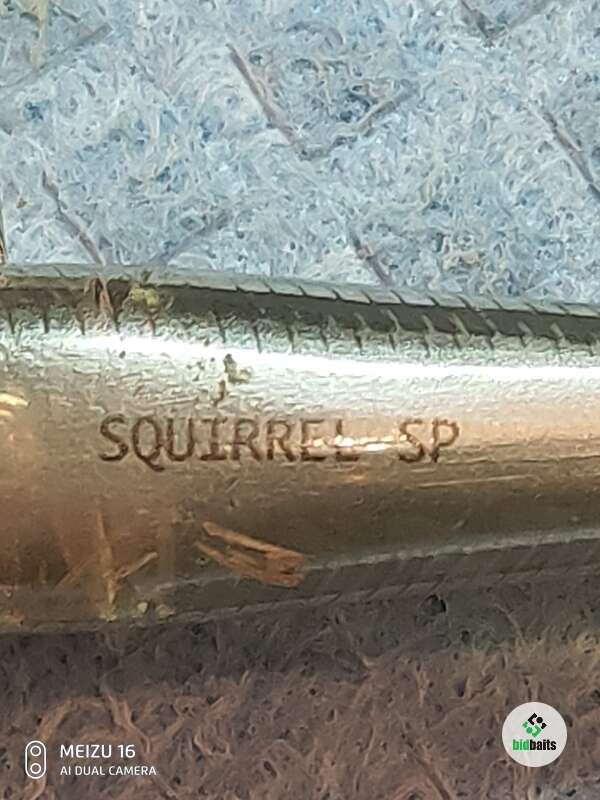 SQUIRREL SP
MEIZU 16
AI DUAL CAMERA
bidbaits